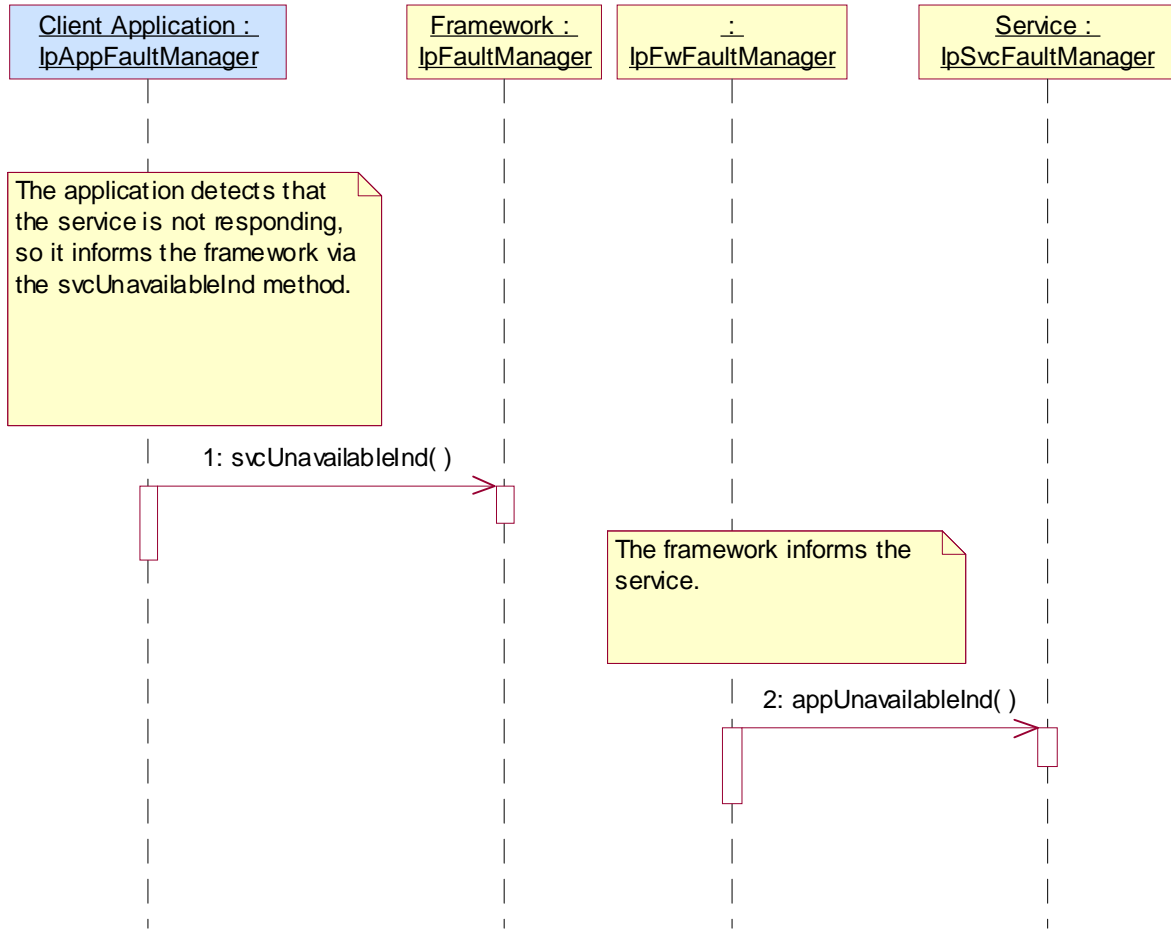 Client Application :
IpAppFaultManager
Framework :
IpFaultManager
:
IpFwFaultManager
Service :
IpSvcFaultManager
The application detects that
the service is not responding,
so it informs the framework via
the svcUnavailableInd method.
1: svcUnavailableInd( )
The framework informs the
service.
2: appUnavailableInd( )